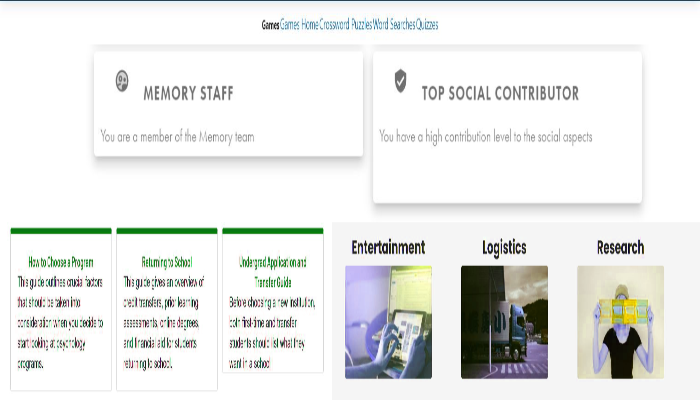 Games Games Home Crossword Puzzles Word Searches Quizzes
MEMORY STAFF
You are a member of the Memory team
TOP SOCIAL CONTRIBUTOR
You have a high contribution level to the social aspects
How to Choose a Program
This guide outlines crucial factors
that should be taken into
consideration when you decide to
start looking at psychology
programs.
Returning to School
This guide gives an overview of
credit transfers, prior learning
assessments, online degrees,
and financial aid for students
returning to school.
Undergrad Application and
Transfer Guide
Before choosing a new institution,
both first-time and transfer
students should list what they
want in a school
Entertainment
Logistics
Research